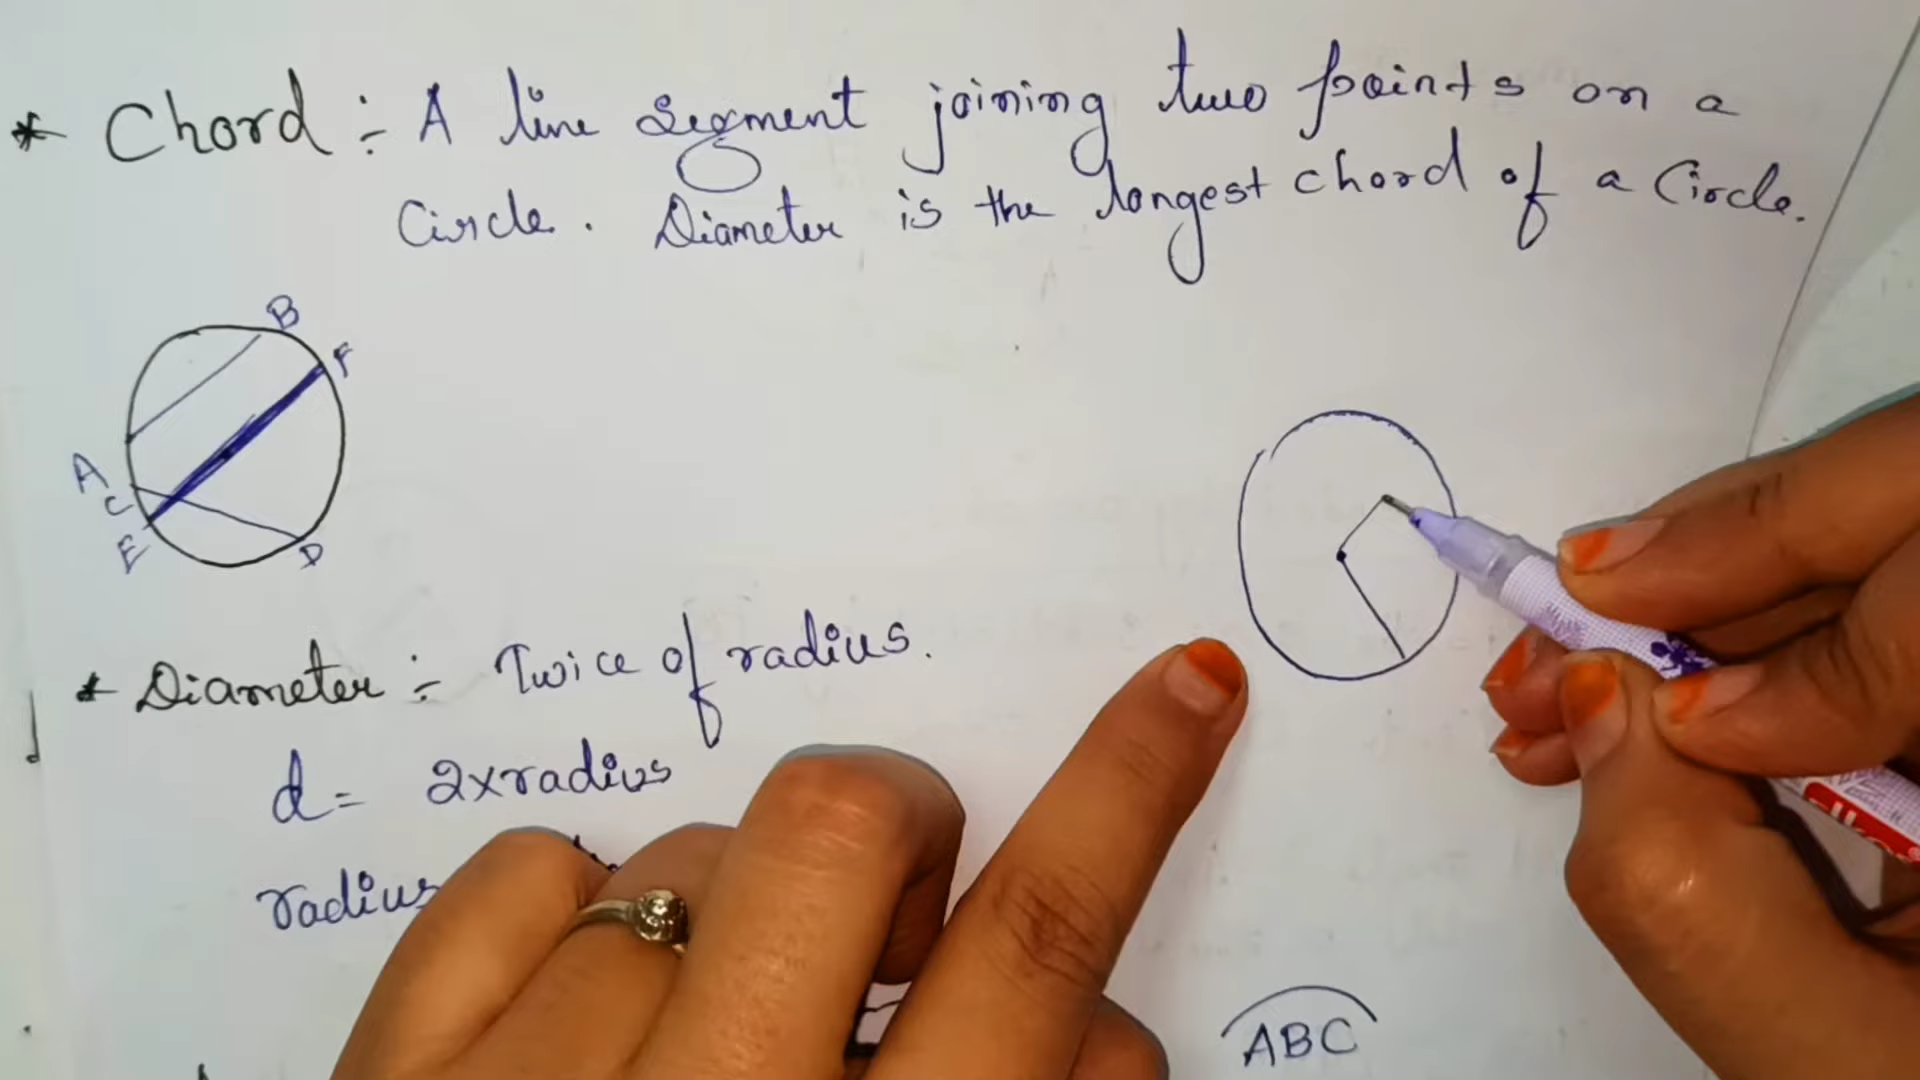 * Chord :- A line segment joining two points on a
Circle. Diameter is the longest chord of a Circle.
B
F
A
C
E
D
* Diameter :- Twice of radius.
d = 2xradius
radius
ABC